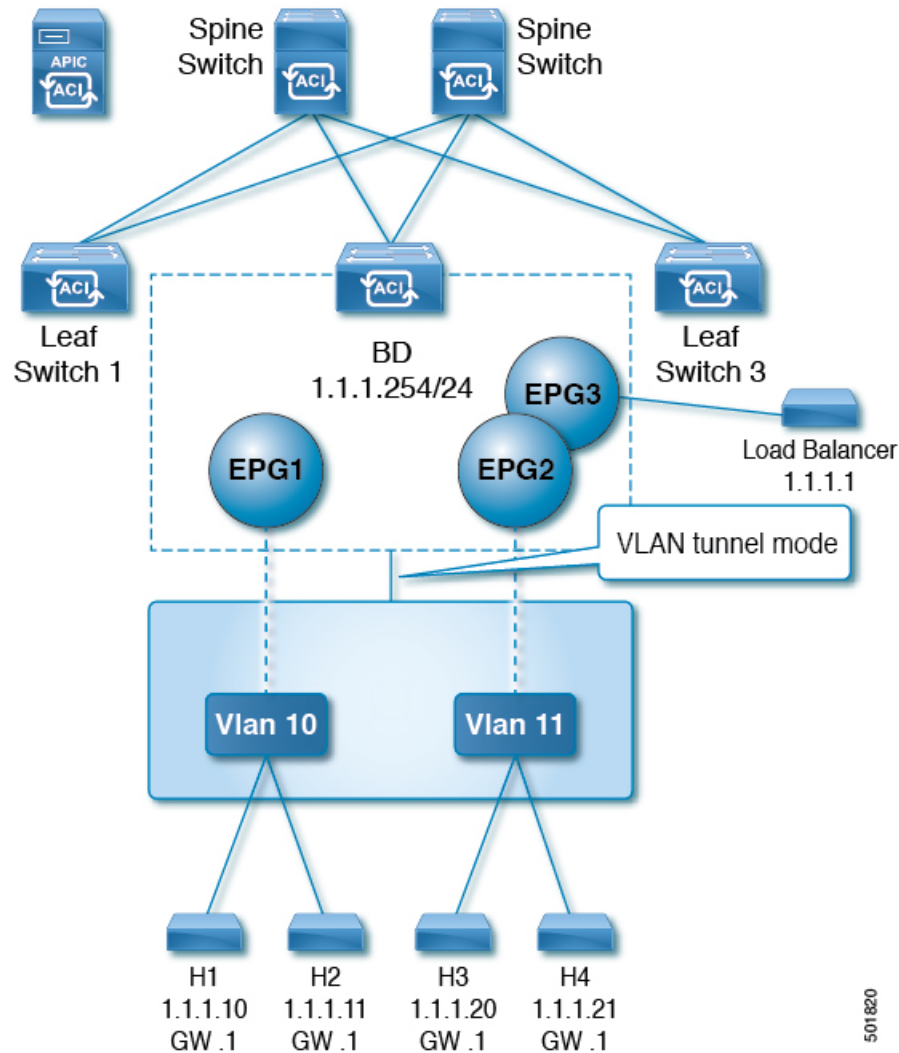 APIC
ACI
Spine
Switch
ACI
Spine
Switch
ACI
ACI
Leaf
Switch 1
ACI
ACI
Leaf
Switch 3
BD
1.1.1.254/24
EPG1
EPG3
EPG2
Load Balancer
1.1.1.1
VLAN tunnel mode
Vlan 10
Vlan 11
H1
1.1.1.10
GW .1
H2
1.1.1.11
GW .1
H3
1.1.1.20
GW .1
H4
1.1.1.21
GW .1
501820